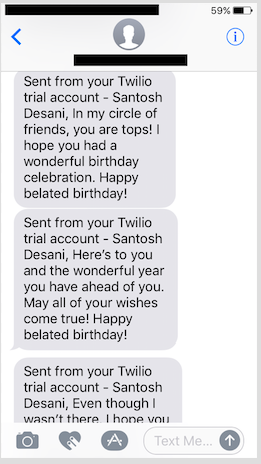 59%
Sent from your Twilio
trial account - Santosh
Desani, In my circle of
friends, you are tops! I
hope you had a
wonderful birthday
celebration. Happy
belated birthday!
Sent from your Twilio
trial account - Santosh
Desani, Here's to you
and the wonderful year
you have ahead of you.
May all of your wishes
come true! Happy
belated birthday!
Sent from your Twilio
trial account - Santosh
Desani, Even though I
wasn't there, I hope you
Text Me...